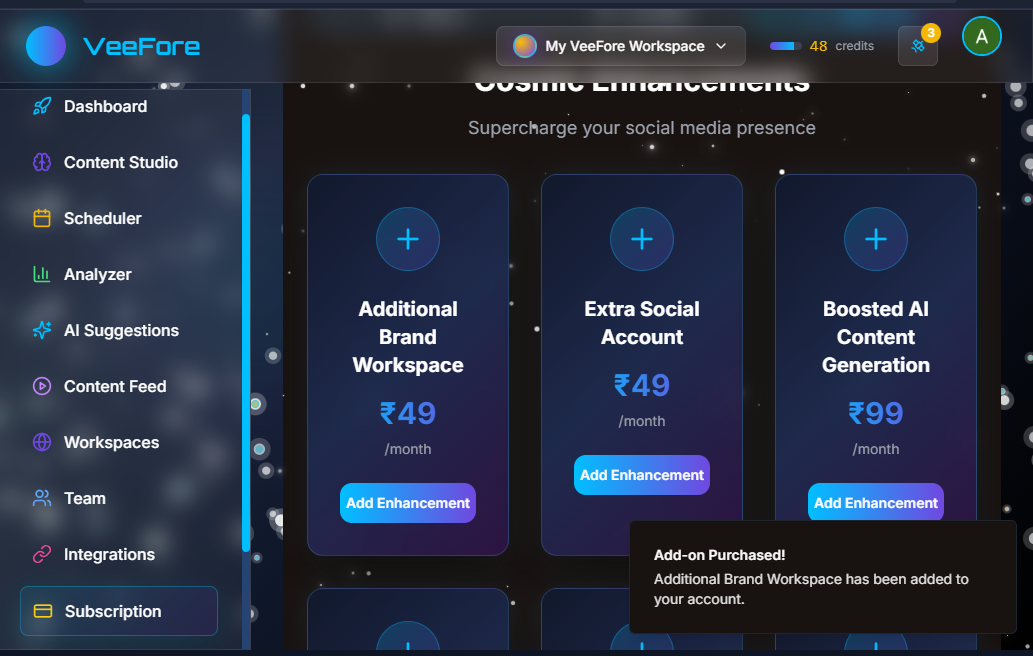 VeeFore
My VeeFore Workspace
48 credits
3
A
Dashboard
Content Studio
Scheduler
Analyzer
AI Suggestions
Content Feed
Workspaces
Team
Integrations
Subscription
Cosmic Enhancements
Supercharge your social media presence
Additional
Brand
Workspace
₹49
/month
Add Enhancement
Extra Social
Account
₹49
/month
Add Enhancement
Boosted AI
Content
Generation
₹99
/month
Add Enhancement
Add-on Purchased!
Additional Brand Workspace has been added to
your account.